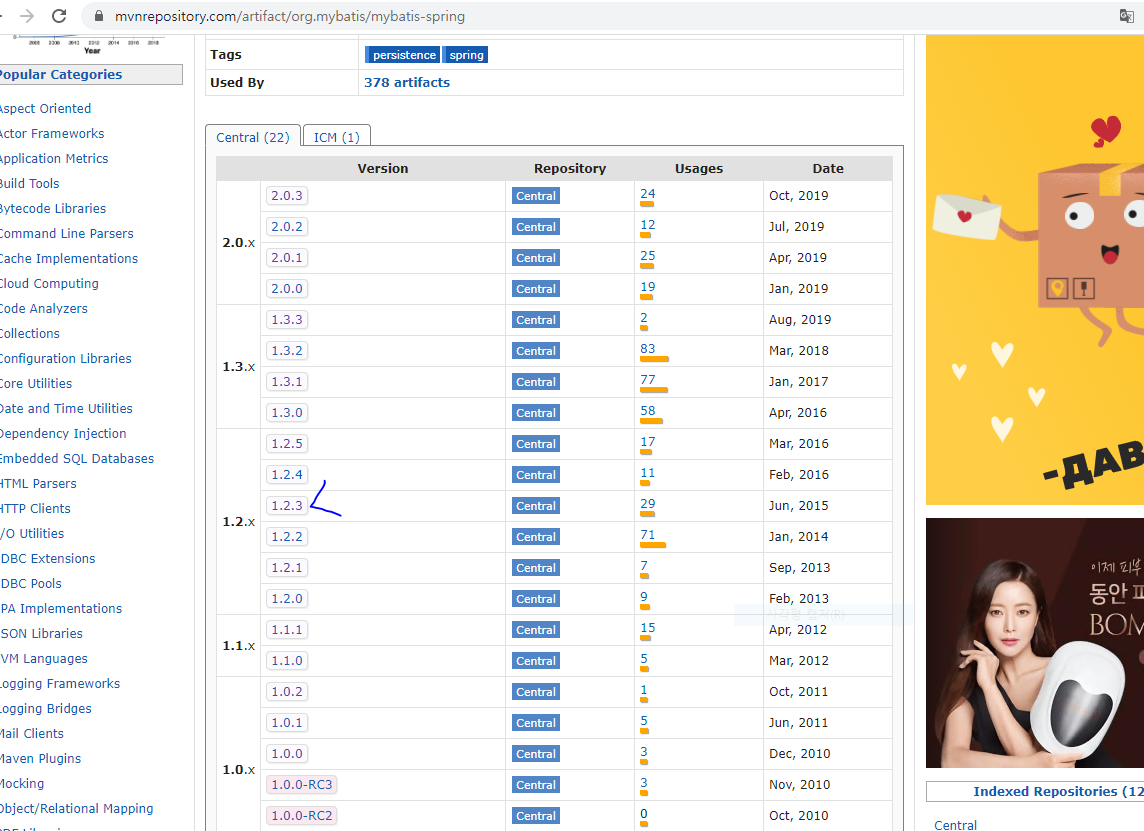 mvnrepository.com/artifact/org.mybatis/mybatis-spring
2006 2008 2010 2012 2014 2016 2018
Year
Popular Categories
Aspect Oriented
Actor Frameworks
Application Metrics
Build Tools
Bytecode Libraries
Command Line Parsers
Cache Implementations
Cloud Computing
Code Analyzers
Collections
Configuration Libraries
Core Utilities
Date and Time Utilities
Dependency Injection
Embedded SQL Databases
HTML Parsers
HTTP Clients
I/O Utilities
JDBC Extensions
JDBC Pools
JPA Implementations
JSON Libraries
JVM Languages
Logging Frameworks
Logging Bridges
Mail Clients
Maven Plugins
Mocking
Object/Relational Mapping
Tags persistence spring
Used By 378 artifacts
Central (22) ICM (1)
Version Repository Usages Date
2.0.x
2.0.3 Central 24 Oct, 2019
2.0.2 Central 12 Jul, 2019
2.0.1 Central 25 Apr, 2019
2.0.0 Central 19 Jan, 2019
1.3.x
1.3.3 Central 2 Aug, 2019
1.3.2 Central 83 Mar, 2018
1.3.1 Central 77 Jan, 2017
1.3.0 Central 58 Apr, 2016
1.2.x
1.2.5 Central 17 Mar, 2016
1.2.4 Central 11 Feb, 2016
1.2.3 Central 29 Jun, 2015
1.2.2 Central 71 Jan, 2014
1.2.1 Central 7 Sep, 2013
1.2.0 Central 9 Feb, 2013
1.1.x
1.1.1 Central 15 Apr, 2012
1.1.0 Central 5 Mar, 2012
1.0.x
1.0.2 Central 1 Oct, 2011
1.0.1 Central 5 Jun, 2011
1.0.0 Central 3 Dec, 2010
1.0.0-RC3 Central 3 Nov, 2010
1.0.0-RC2 Central 0 Oct, 2010
-ДАВ
이제 피부
동안 피
BOM
Indexed Repositories (12
Central